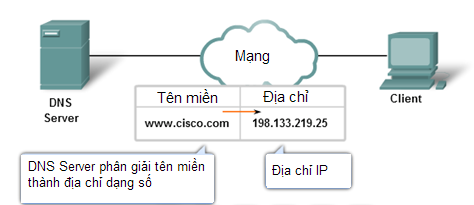 Mạng
DNS
Server
Client
Tên miền
Địa chỉ
www.cisco.com
198.133.219.25
DNS Server phân giải tên miền
thành địa chỉ dạng số
Địa chỉ IP